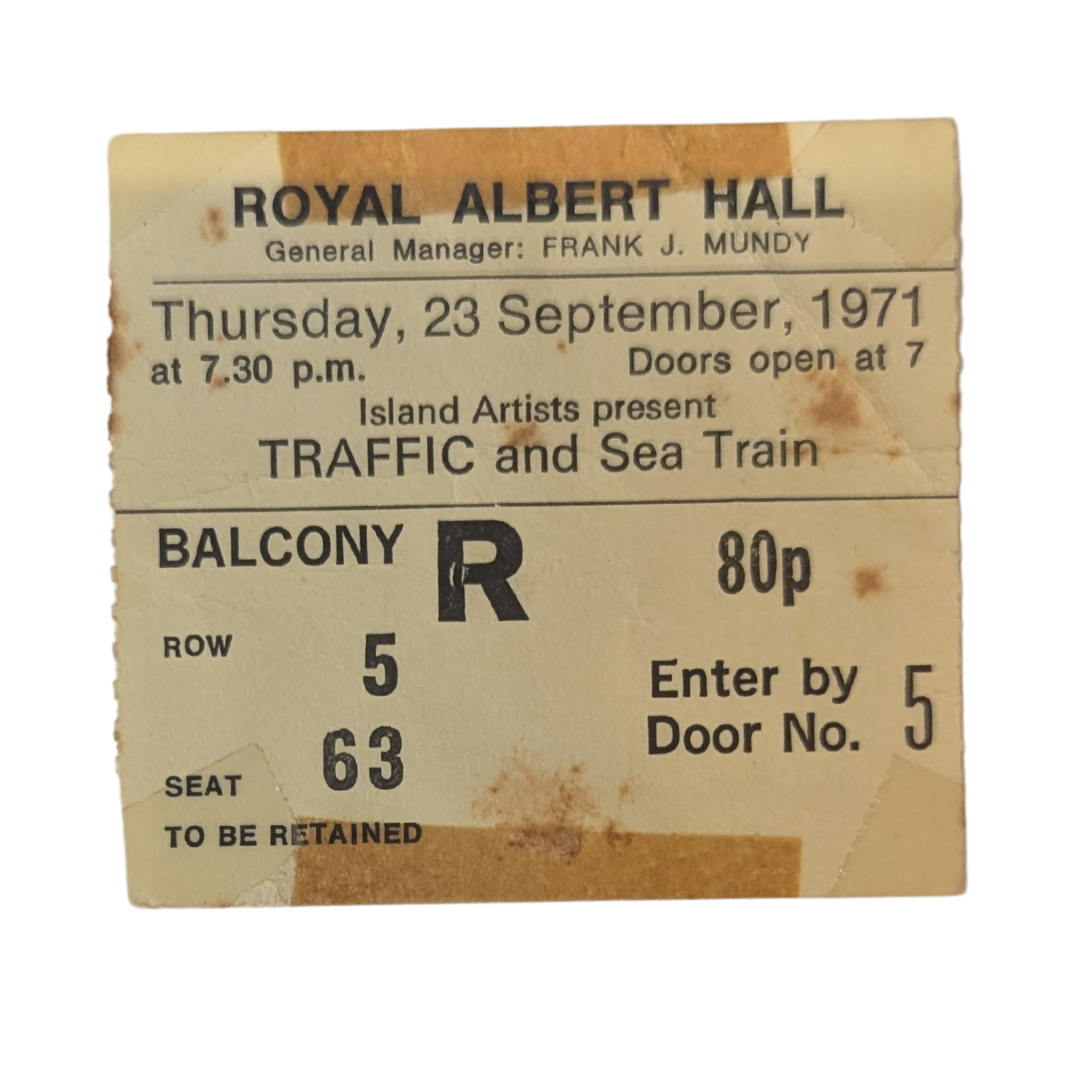 ROYAL ALBERT HALL
General Manager: FRANK J. MUNDY
Thursday, 23 September, 1971
at 7.30 p.m. Doors open at 7
Island Artists present
TRAFFIC and Sea Train
BALCONY R 80p
ROW 5
Enter by
Door No. 5
SEAT 63
TO BE RETAINED